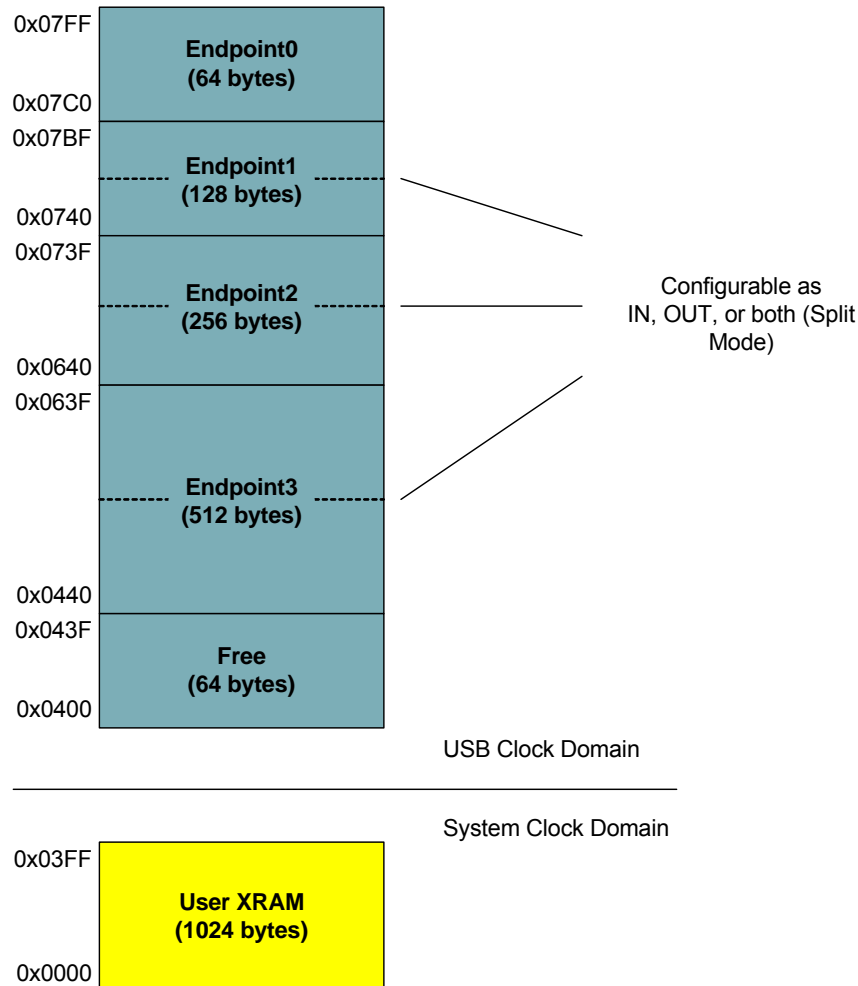 0x07FF
Endpoint0
(64 bytes)
0x07C0
0x07BF
Endpoint1
(128 bytes)
0x0740
0x073F
Endpoint2
(256 bytes)
0x0640
0x063F
Endpoint3
(512 bytes)
0x0440
0x043F
Free
(64 bytes)
0x0400
Configurable as
IN, OUT, or both (Split
Mode)
USB Clock Domain
System Clock Domain
0x03FF
User XRAM
(1024 bytes)
0x0000